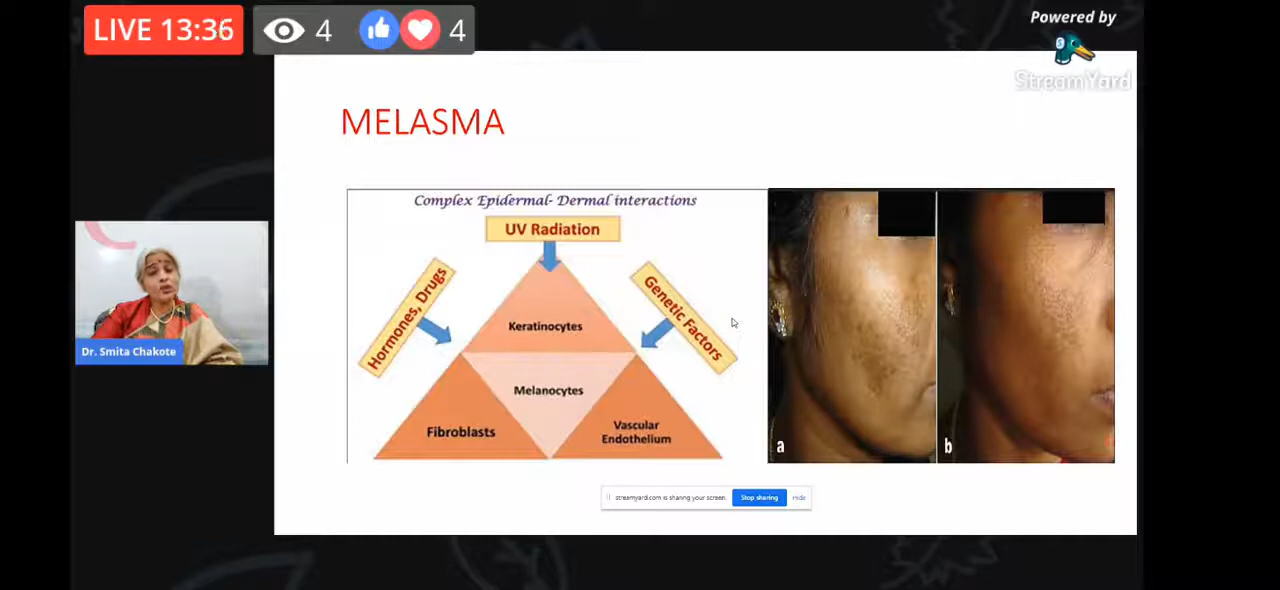 LIVE 13:36
4
4
Powered by
StreamYard
MELASMA
Complex Epidermal- Dermal interactions
UV Radiation
Hormones, Drugs
Genetic Factors
Keratinocytes
Melanocytes
Fibroblasts
Vascular
Endothelium
a
b
Dr. Smita Chakote
streamyard.com is sharing your screen.
Stop sharing
Hide